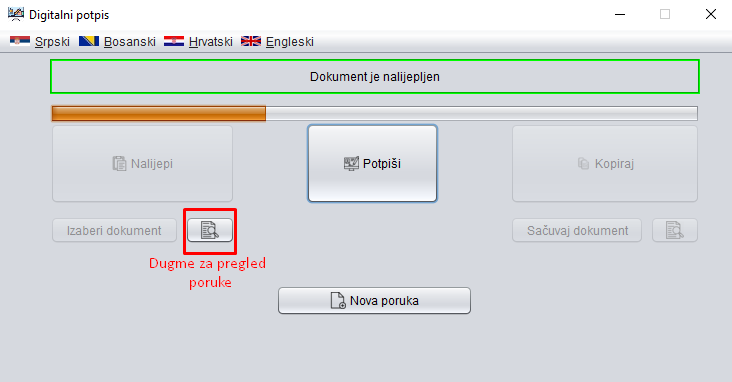 Digitalni potpis
Srpski Bosanski Hrvatski Engleski
Dokument je nalijepljen
Nalijepi Potpiši Kopiraj
Izaberi dokument Sačuvaj dokument
Dugme za pregled
poruke
Nova poruka